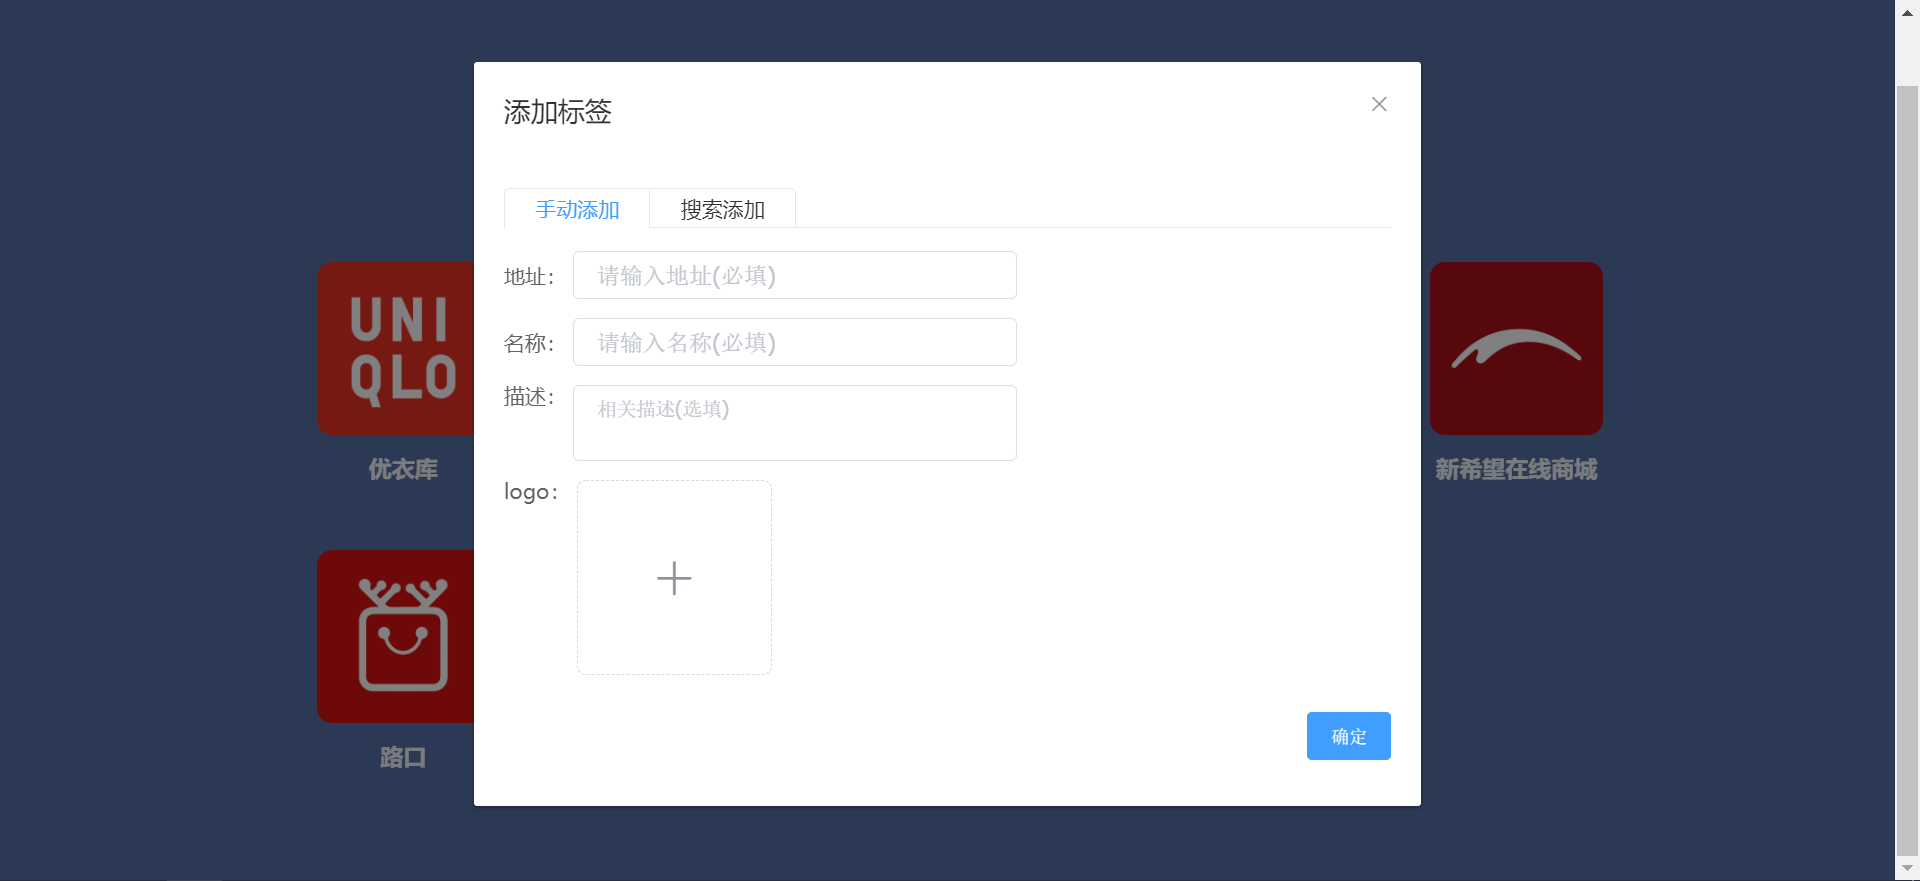 添加标签
手动添加
搜索添加
地址：
请输入地址(必填)
名称：
请输入名称(必填)
描述：
相关描述(选填)
logo：
确定
UNI
QLO
优衣库
新希望在线商城
路口